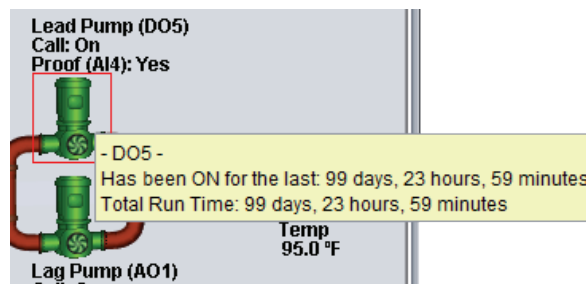 Lead Pump (DO5)
Call: On
Proof (AI4): Yes
- DO5 -
Has been ON for the last: 99 days, 23 hours, 59 minutes
Total Run Time: 99 days, 23 hours, 59 minutes
Temp
95.0 ºF
Lag Pump (AO1)